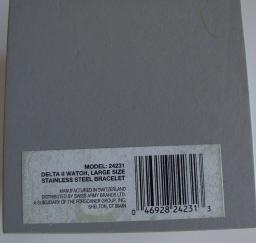 MODEL: 24231
DELTA II WATCH, LARGE SIZE
STAINLESS STEEL BRACELET
MANUFACTURED IN SWITZERLAND
DISTRIBUTED BY SWISS ARMY BRANDS LTD.
A SUBSIDIARY OF THE FORSCHNER GROUP, INC.
SHELTON, CT 06484
0 46928 24231 3